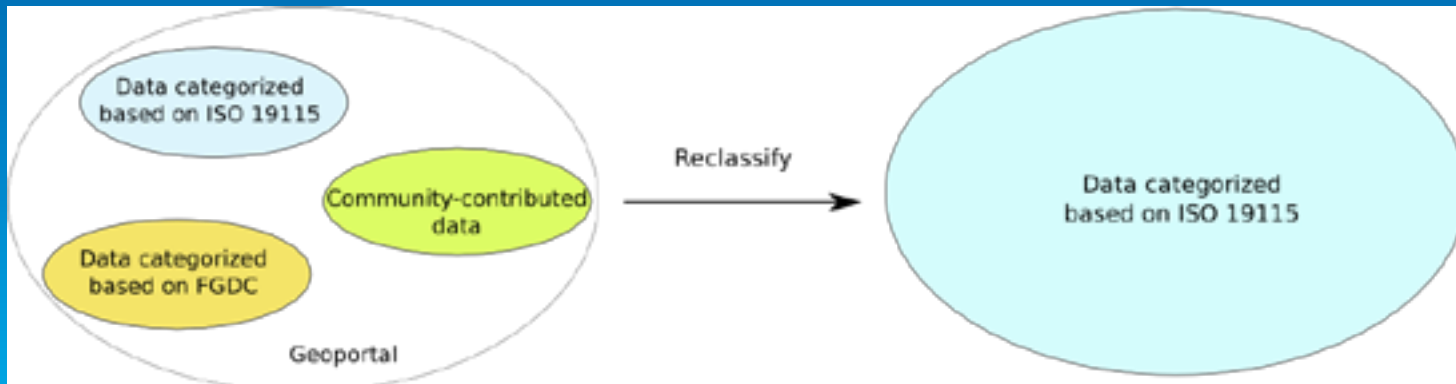 Data categorized
based on ISO 19115
Community-contributed
data
Data categorized
based on FGDC
Geoportal
Reclassify
Data categorized
based on ISO 19115